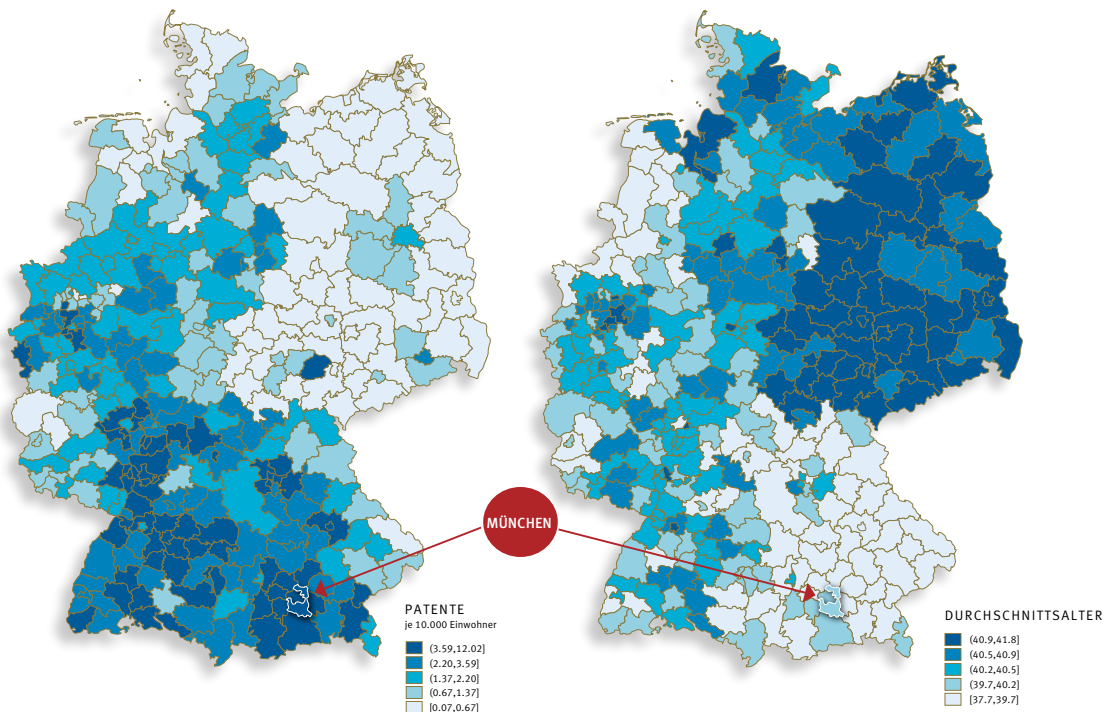 MÜNCHEN
PATENTE
je 10.000 Einwohner
(3.59,12.02]
(2.20,3.59]
(1.37,2.20]
(0.67,1.37]
[0.07,0.67]
DURCHSCHNITTSALTER
(40.9,41.8]
(40.5,40.9]
(40.2,40.5]
(39.7,40.2]
[37.7,39.7]